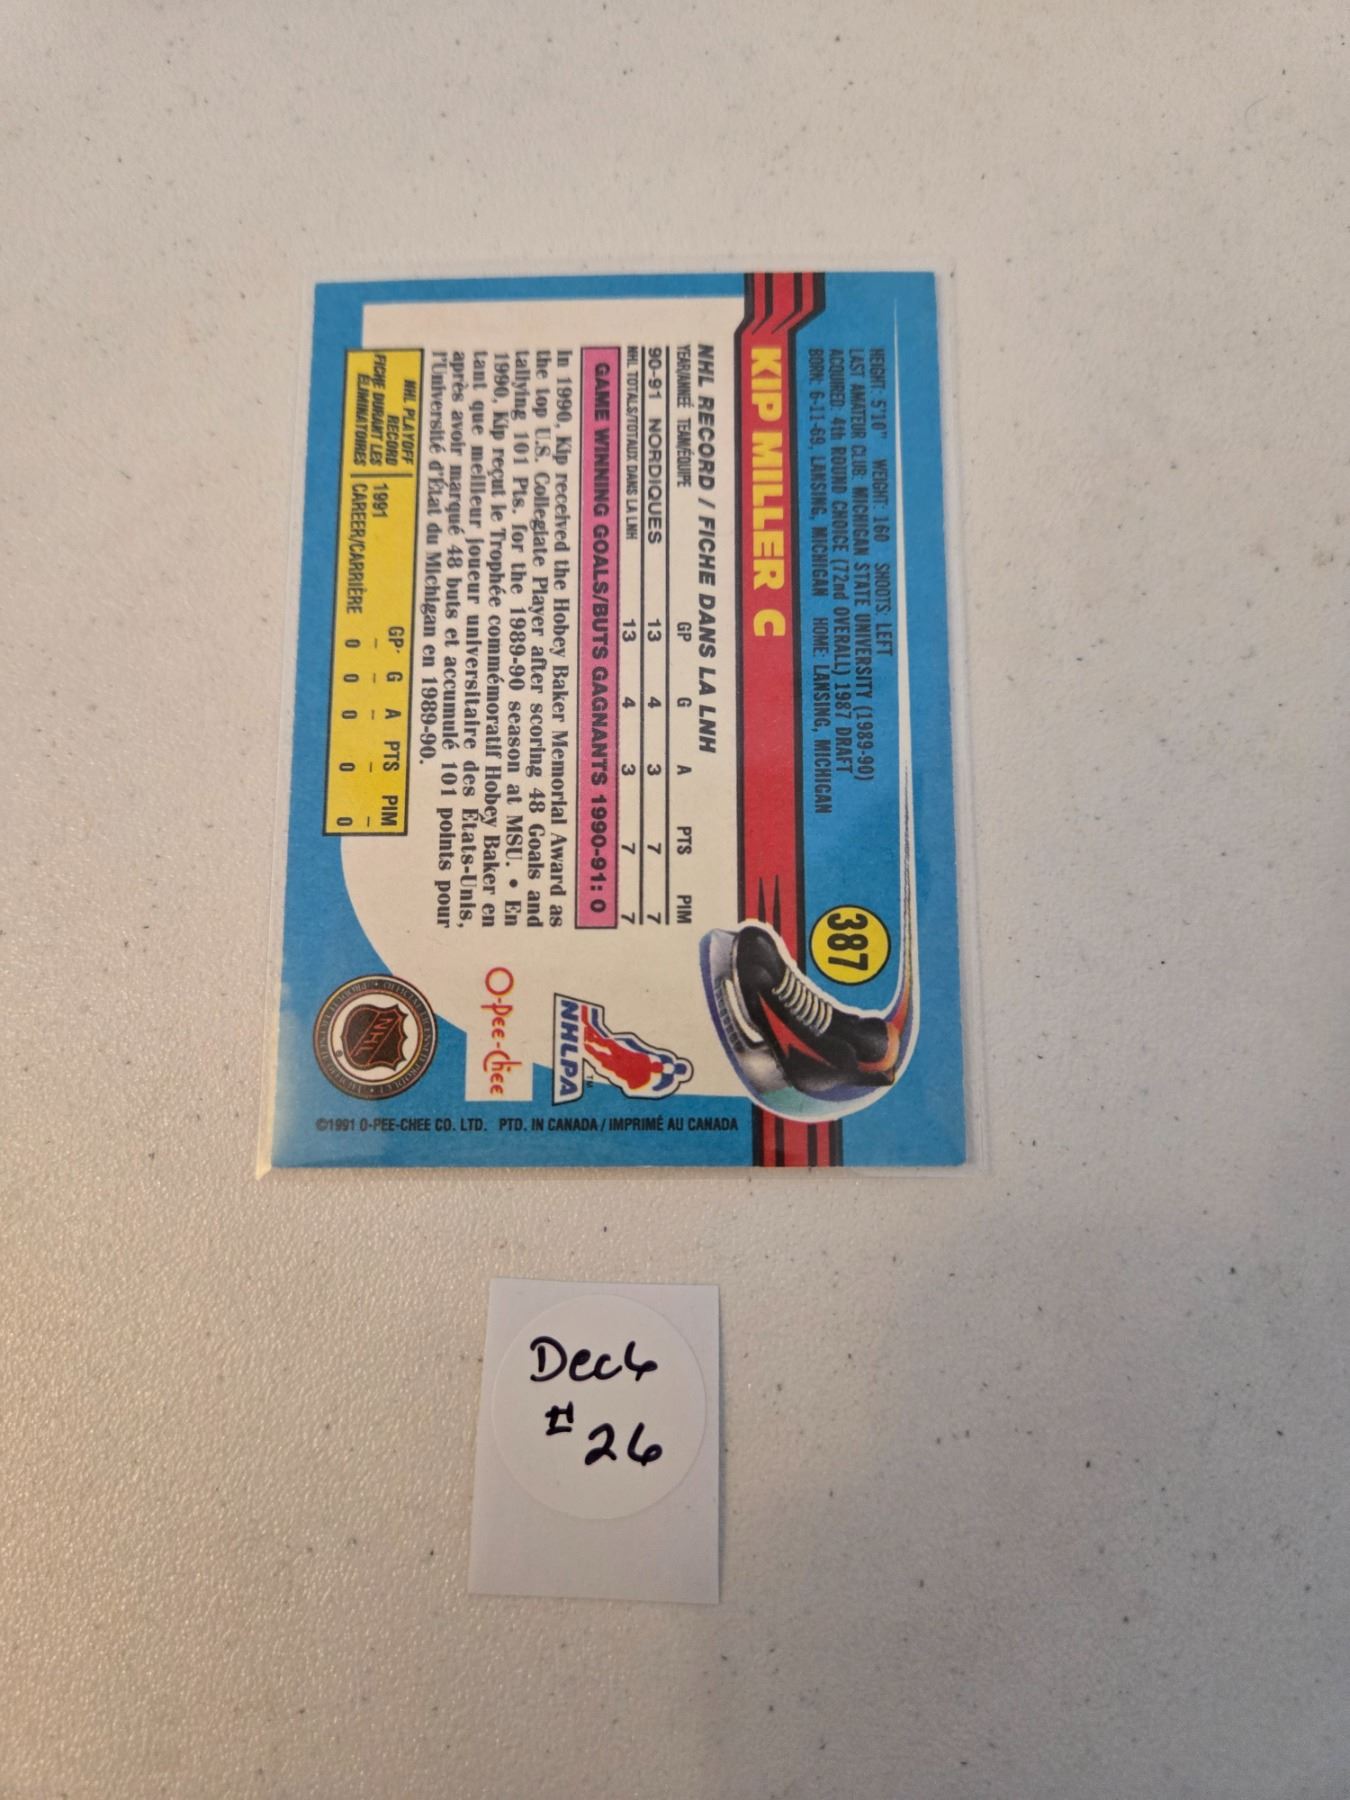 387
HEIGHT: 5'10" WEIGHT: 160 SHOOTS: LEFT
LAST AMATEUR CLUB: MICHIGAN STATE UNIVERSITY (1989-90)
ACQUIRED: 4th ROUND CHOICE (72nd OVERALL) 1987 DRAFT
BORN: 6-11-69, LANSING, MICHIGAN HOME: LANSING, MICHIGAN
KIP MILLER C
NHL RECORD / FICHE DANS LA LNH
YEAR/ANNEÉ TEAM/ÉQUIPE GP G A PTS PIM
90-91 NORDIQUES 13 4 3 7 7
NHL TOTALS/TOTAUX DANS LA LNH 13 4 3 7 7
GAME WINNING GOALS/BUTS GAGNANTS 1990-91: 0
In 1990, Kip received the Hobey Baker Memorial Award as
the top U.S. Collegiate Player after scoring 48 Goals and
tallying 101 Pts. for the 1989-90 season at MSU. • En
1990, Kip reçut le Trophée commémoratif Hobey Baker en
tant que meilleur joueur universitaire des États-Unis,
après avoir marqué 48 buts et accumulé 101 points pour
l'Université d'État du Michigan en 1989-90.
NHL PLAYOFF
RECORD
FICHE DURANT LES
ÉLIMINATOIRES
GP G A PTS PIM
1991 – – – – –
CAREER/CARRIÈRE 0 0 0 0 0
NHLPA TM
O-Pee-Chee
NHL
©1991 O-PEE-CHEE CO. LTD. PTD. IN CANADA / IMPRIMÉ AU CANADA
Dec6
#26